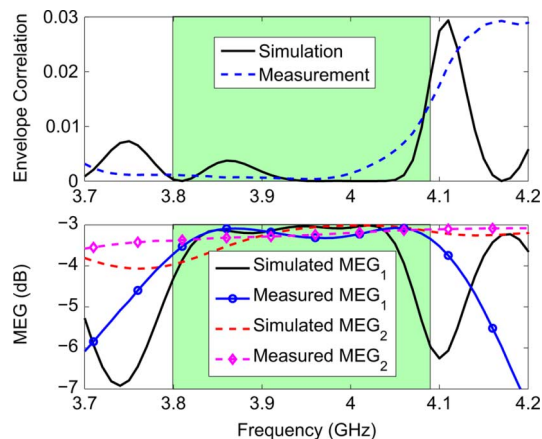 Envelope Correlation
0.03
0.02
0.01
0
Simulation
Measurement
3.7
3.8
3.9
4
4.1
4.2
MEG (dB)
−3
−4
−5
−6
−7
Simulated MEG1
Measured MEG1
Simulated MEG2
Measured MEG2
3.7
3.8
3.9
4
4.1
4.2
Frequency (GHz)